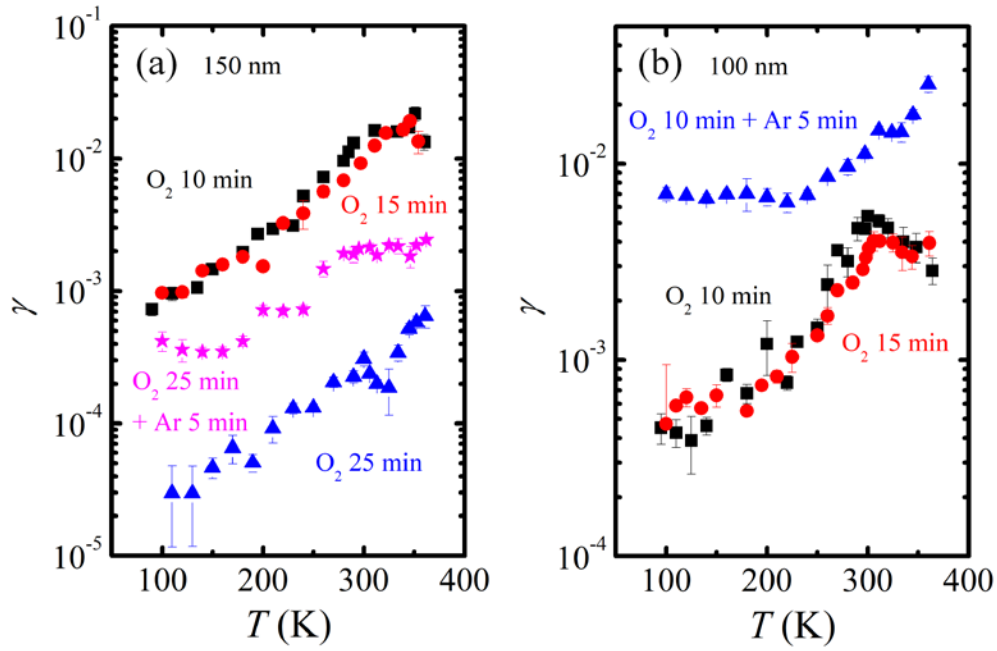 (a) 150 nm
O₂ 10 min
O₂ 15 min
O₂ 25 min
+ Ar 5 min
O₂ 25 min
γ
10⁻¹
10⁻²
10⁻³
10⁻⁴
10⁻⁵
100 200 300 400
T (K)
(b) 100 nm
O₂ 10 min + Ar 5 min
O₂ 10 min
O₂ 15 min
γ
10⁻²
10⁻³
10⁻⁴
100 200 300 400
T (K)